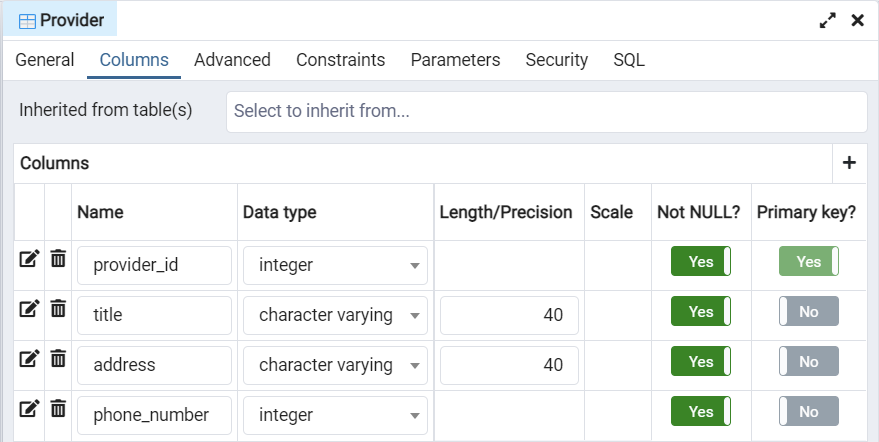 Provider
General Columns Advanced Constraints Parameters Security SQL
Inherited from table(s) Select to inherit from...
Columns
Name Data type Length/Precision Scale Not NULL? Primary key?
provider_id integer Yes Yes
title character varying 40 Yes No
address character varying 40 Yes No
phone_number integer Yes No